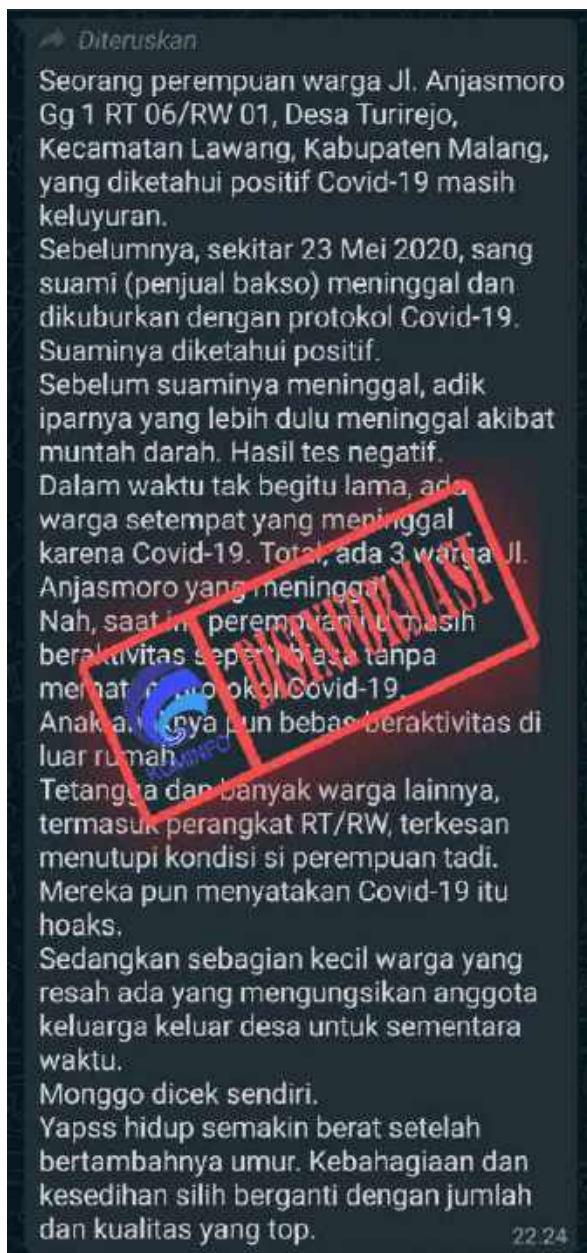 Diteruskan
Seorang perempuan warga Jl. Anjasmoro
Gg 1 RT 06/RW 01, Desa Turirejo,
Kecamatan Lawang, Kabupaten Malang,
yang diketahui positif Covid-19 masih
keluyuran.
Sebelumnya, sekitar 23 Mei 2020, sang
suami (penjual bakso) meninggal dan
dikuburkan dengan protokol Covid-19.
Suaminya diketahui positif.
Sebelum suaminya meninggal, adik
iparnya yang lebih dulu meninggal akibat
muntah darah. Hasil tes negatif.
Dalam waktu tak begitu lama, ada
warga setempat yang meninggal
karena Covid-19. Total, ada 3 warga Jl.
Anjasmoro yang meninggal.
Nah, saat ini, perempuan itu masih
beraktivitas seperti biasa tanpa
protokol Covid-19.
pun bebas beraktivitas di
luar rumah.
Tetangga dan banyak warga lainnya,
termasuk perangkat RT/RW, terkesan
menutupi kondisi si perempuan tadi.
Mereka pun menyatakan Covid-19 itu
hoaks.
Sedangkan sebagian kecil warga yang
resah ada yang mengungsikan anggota
keluarga keluar desa untuk sementara
waktu.
Monggo dicek sendiri.
Yapss hidup semakin berat setelah
bertambahnya umur. Kebahagiaan dan
kesedihan silih berganti dengan jumlah
dan kualitas yang top.
22.24
KOMINFO
DISINFORMASI